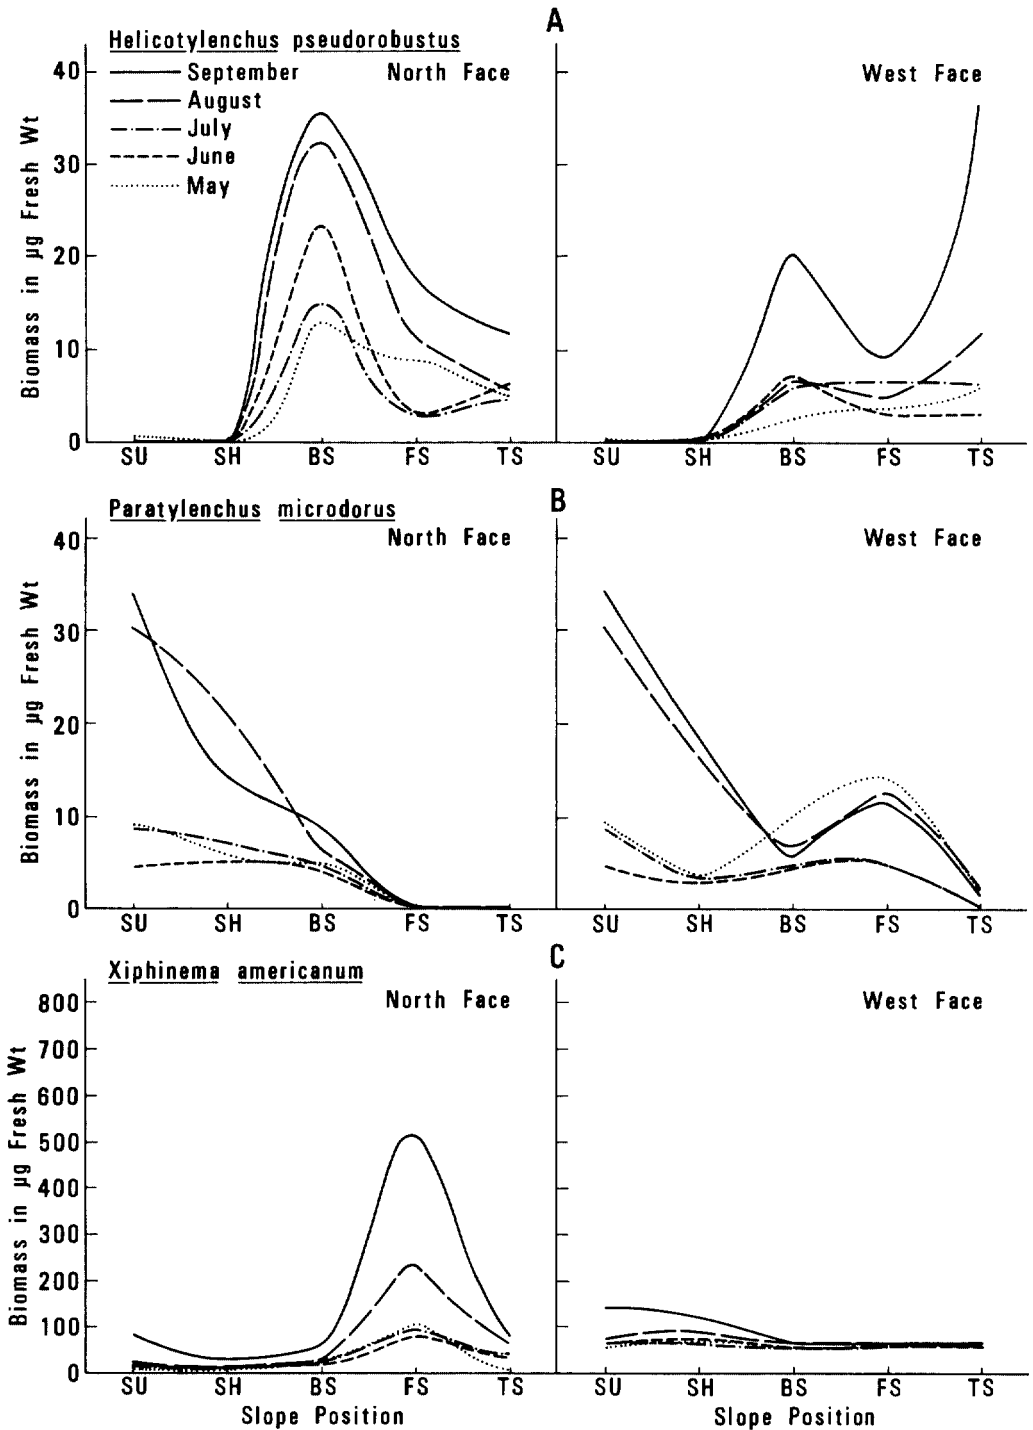 A
Helicotylenchus pseudorobustus
September
August
July
June
May
North Face
West Face
Biomass in µg Fresh Wt
40
30
20
10
0
SU SH BS FS TS
SU SH BS FS TS
B
Paratylenchus microdorus
North Face
West Face
Biomass in µg Fresh Wt
40
30
20
10
0
SU SH BS FS TS
SU SH BS FS TS
C
Xiphinema americanum
North Face
West Face
Biomass in µg Fresh Wt
800
700
600
500
400
300
200
100
0
SU SH BS FS TS
SU SH BS FS TS
Slope Position
Slope Position